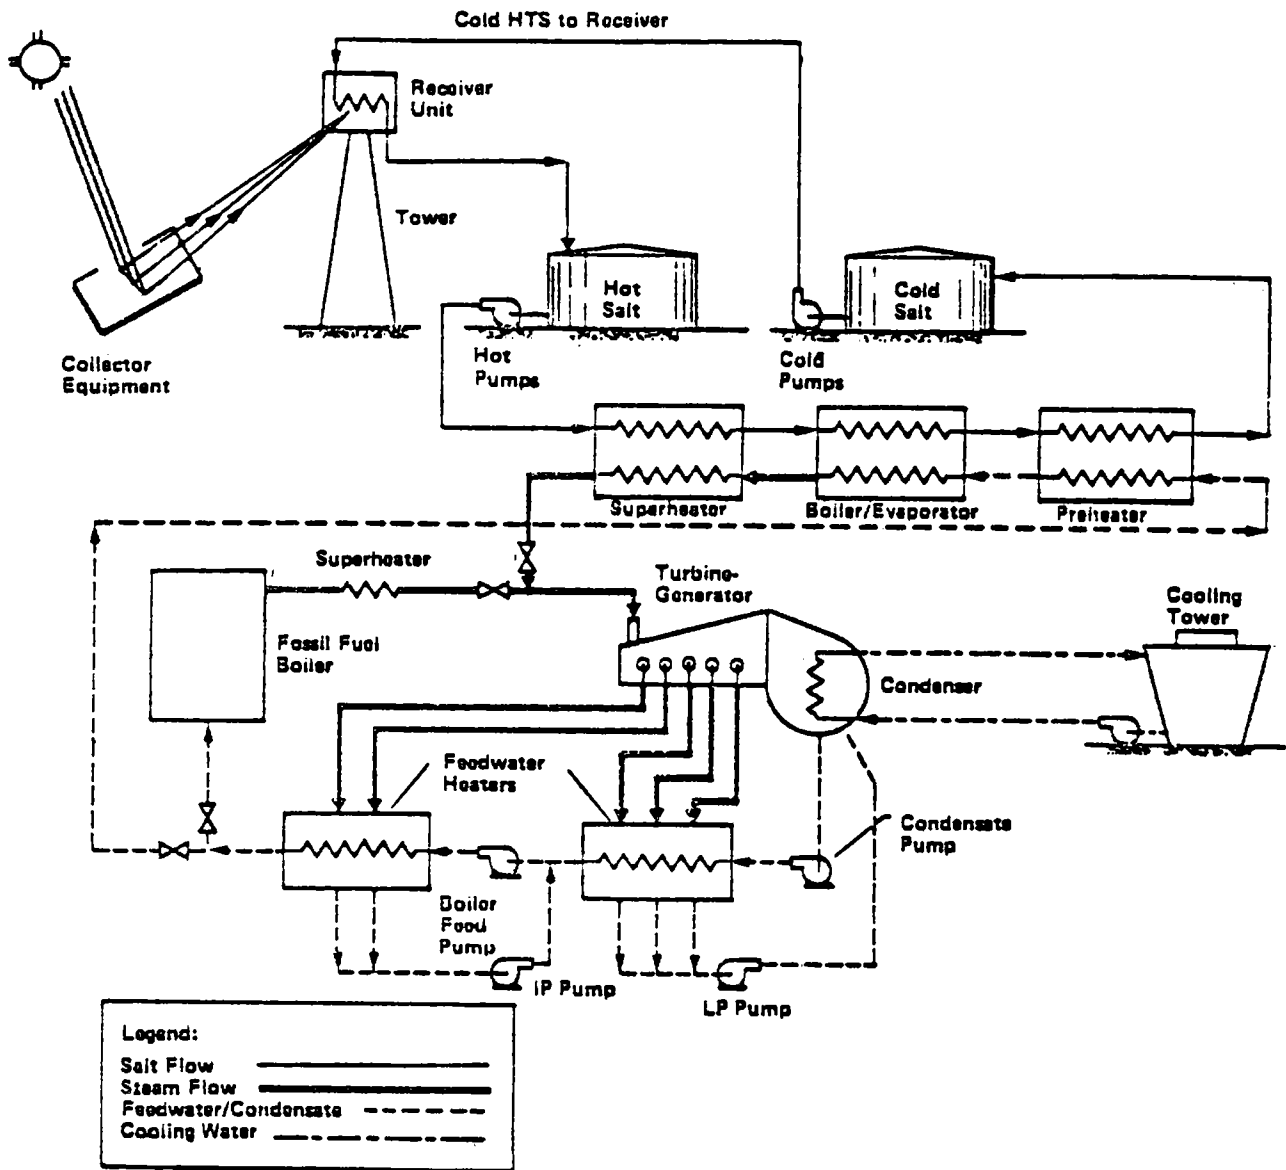 Cold HTS to Receiver
Receiver
Unit
Tower
Hot
Salt
Cold
Salt
Collector
Equipment
Hot
Pumps
Cold
Pumps
Superheater
Boiler/Evaporator
Preheater
Superheater
Turbine-
Generator
Cooling
Tower
Fossil Fuel
Boiler
Condenser
Feedwater
Heaters
Condensate
Pump
Boiler
Feed
Pump
IP Pump
LP Pump
Legend:
Salt Flow
Steam Flow
Feedwater/Condensate
Cooling Water